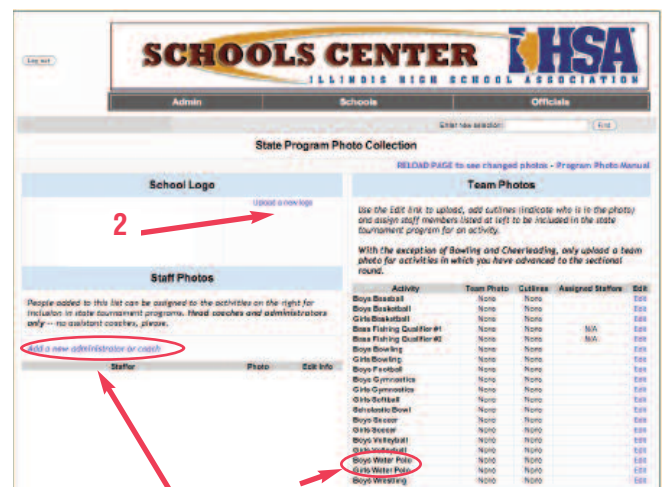 Log out
SCHOOLS CENTER IHSA
ILLINOIS HIGH SCHOOL ASSOCIATION
Admin Schools Officials
Enter new selection: Find
State Program Photo Collection
RELOAD PAGE to see changed photos - Program Photo Manual
School Logo
Upload a new logo
2
Staff Photos
People added to this list can be assigned to the activities on the right for
inclusion in state tournament programs. Head coaches and administrators
only -- no assistant coaches, please.
Add a new administrator or coach
Staffer Photo Edit Info
Team Photos
Use the Edit link to upload, add cutlines (indicate who is in the photo)
and assign staff members listed at left to be included in the state
tournament program for an activity.
With the exception of Bowling and Cheerleading, only upload a team
photo for activities in which you have advanced to the sectional
round.
Activity Team Photo Cutlines Assigned Staffers Edit
Boys Baseball None None Edit
Boys Basketball None None Edit
Girls Basketball None None Edit
Bass Fishing Qualifier #1 None None N/A Edit
Bass Fishing Qualifier #2 None None N/A Edit
Boys Bowling None None Edit
Girls Bowling None None Edit
Boys Football None None Edit
Boys Gymnastics None None Edit
Girls Gymnastics None None Edit
Girls Softball None None Edit
Scholastic Bowl None None Edit
Boys Soccer None None Edit
Girls Soccer None None Edit
Boys Volleyball None None Edit
Girls Volleyball None None Edit
Boys Water Polo None None Edit
Girls Water Polo None None Edit
Boys Wrestling None None Edit